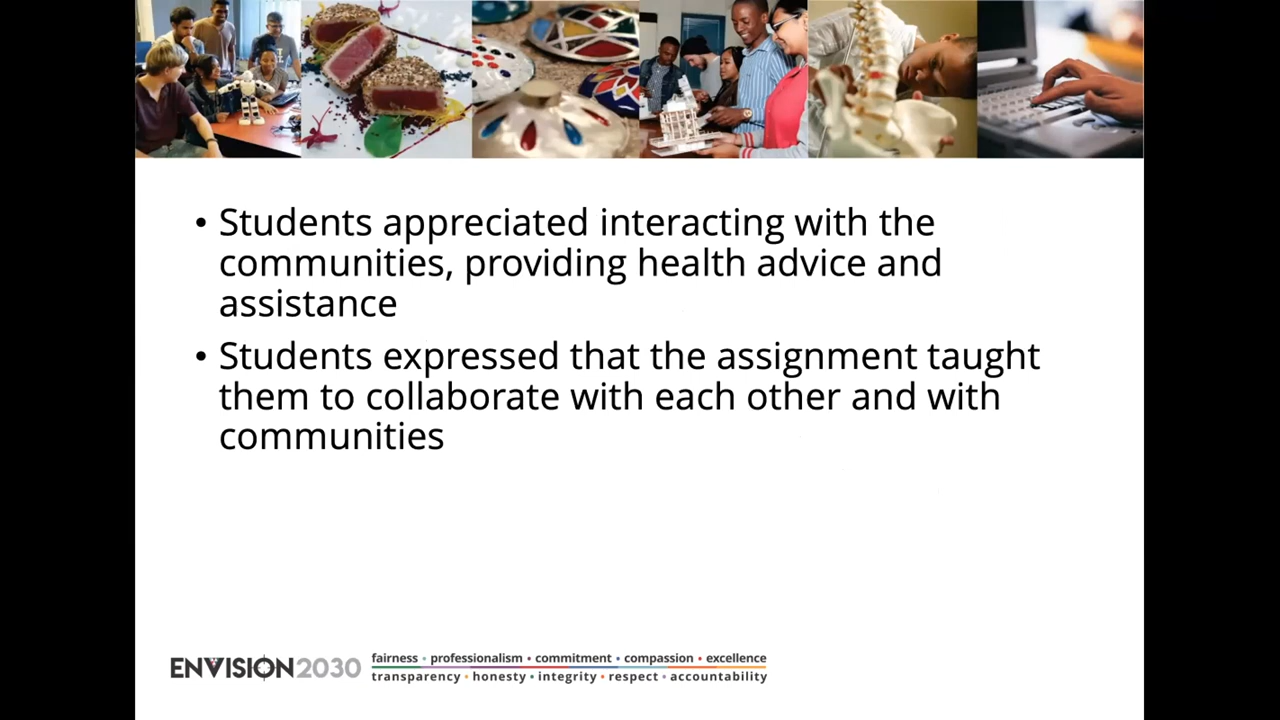 • Students appreciated interacting with the
communities, providing health advice and
assistance
• Students expressed that the assignment taught
them to collaborate with each other and with
communities
ENVISION2030
fairness • professionalism • commitment • compassion • excellence
transparency • honesty • integrity • respect • accountability